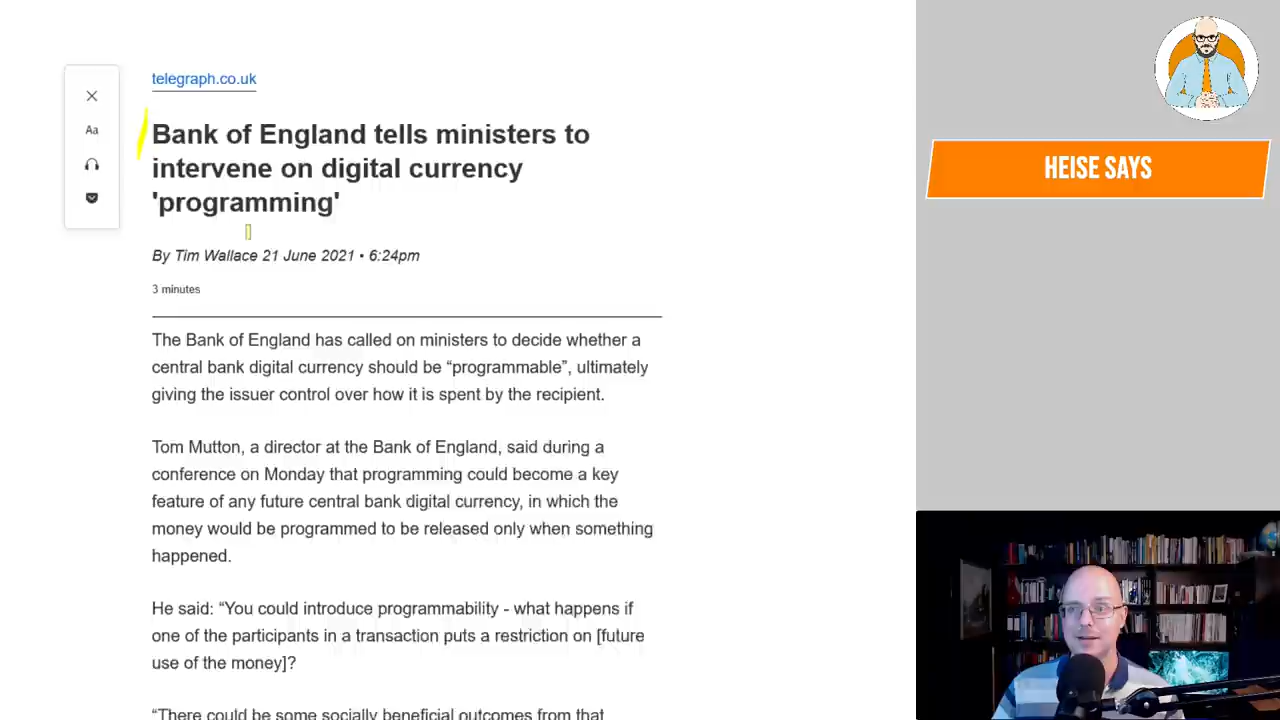 telegraph.co.uk
Bank of England tells ministers to
intervene on digital currency
'programming'
By Tim Wallace 21 June 2021 • 6:24pm
3 minutes
The Bank of England has called on ministers to decide whether a
central bank digital currency should be “programmable”, ultimately
giving the issuer control over how it is spent by the recipient.
Tom Mutton, a director at the Bank of England, said during a
conference on Monday that programming could become a key
feature of any future central bank digital currency, in which the
money would be programmed to be released only when something
happened.
He said: “You could introduce programmability - what happens if
one of the participants in a transaction puts a restriction on [future
use of the money]?
“There could be some socially beneficial outcomes from that
Aa
HEISE SAYS